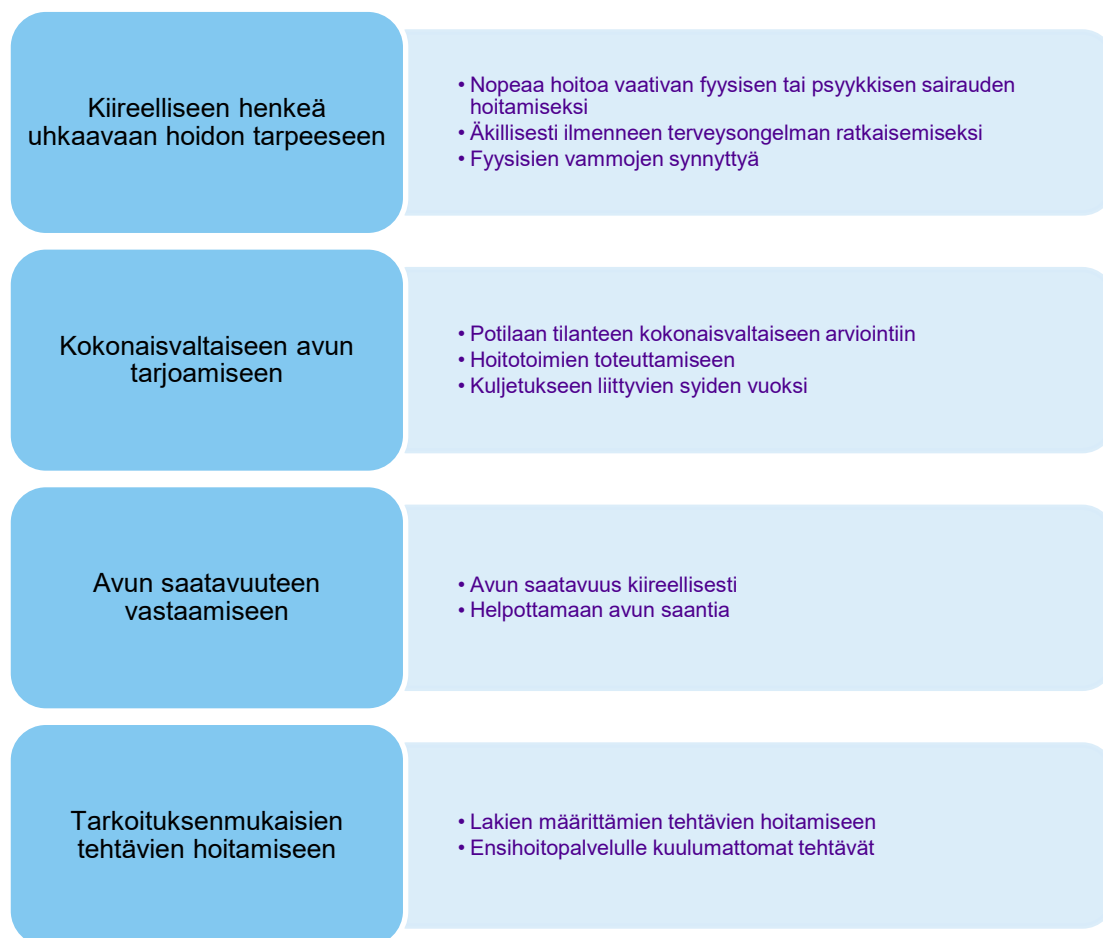 Kiireelliseen henkeä
uhkaavaan hoidon tarpeeseen
• Nopeaa hoitoa vaativan fyysisen tai psyykkisen sairauden
hoitamiseksi
• Äkillisesti ilmenneen terveysongelman ratkaisemiseksi
• Fyysisien vammojen synnyttyä
Kokonaisvaltaiseen avun
tarjoamiseen
• Potilaan tilanteen kokonaisvaltaiseen arviointiin
• Hoitotoimien toteuttamiseen
• Kuljetukseen liittyvien syiden vuoksi
Avun saatavuuteen
vastaamiseen
• Avun saatavuus kiireellisesti
• Helpottamaan avun saantia
Tarkoituksenmukaisien
tehtävien hoitamiseen
• Lakien määrittämien tehtävien hoitamiseen
• Ensihoitopalvelulle kuulumattomat tehtävät